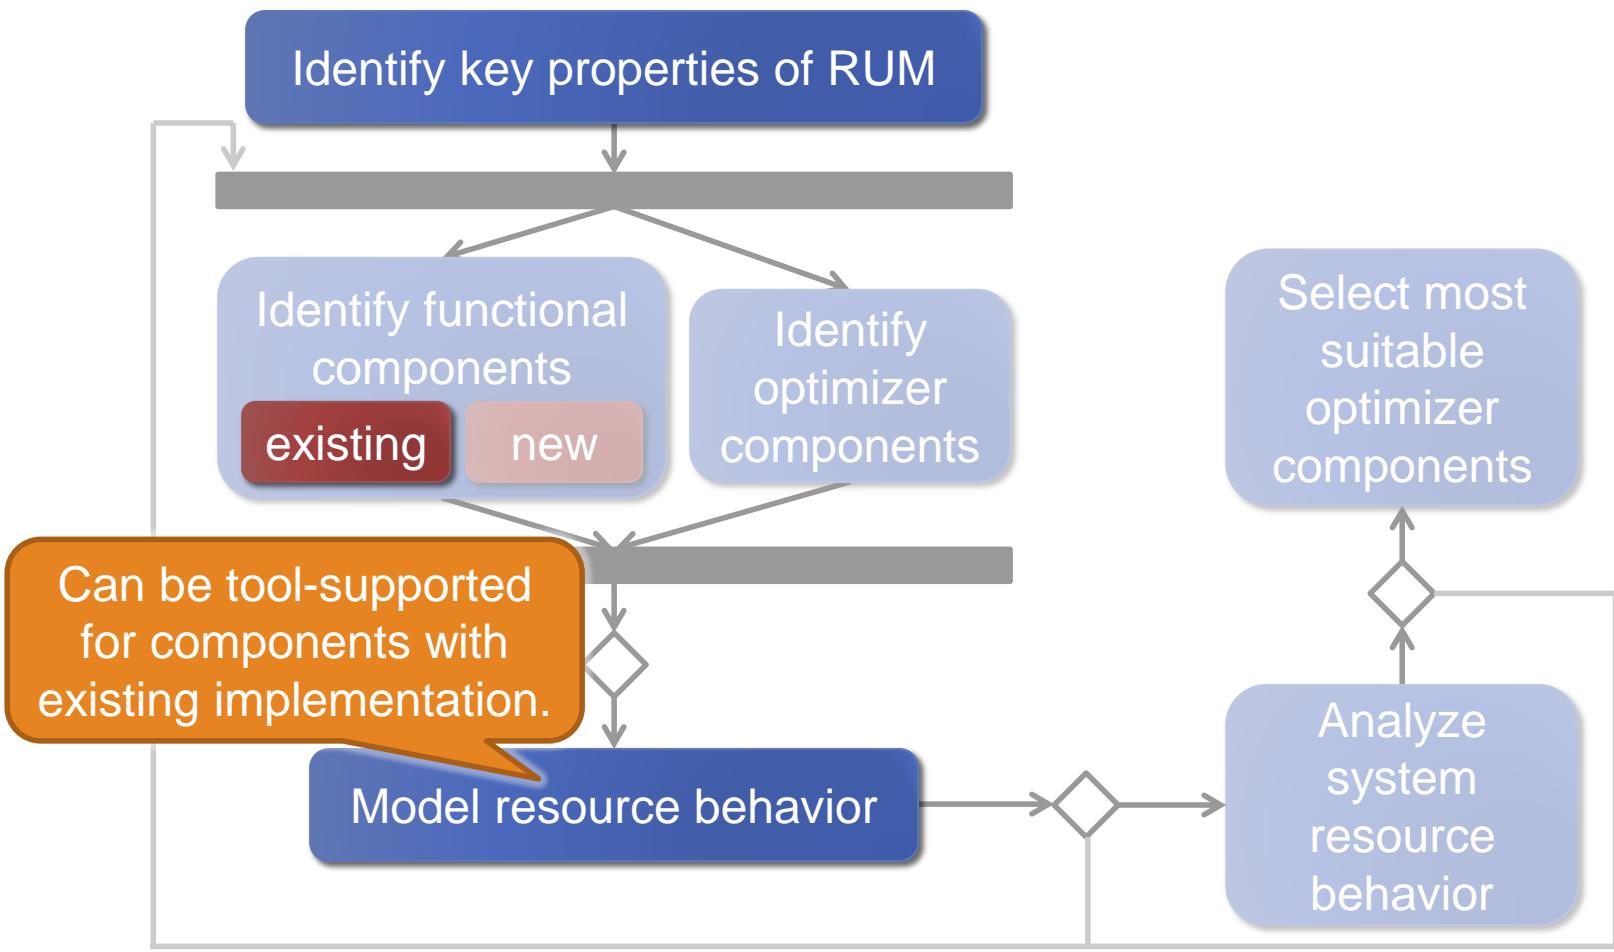 Identify key properties of RUM
Identify functional
components
existing
new
Identify
optimizer
components
Select most
suitable
optimizer
components
Can be tool-supported
for components with
existing implementation.
Model resource behavior
Analyze
system
resource
behavior